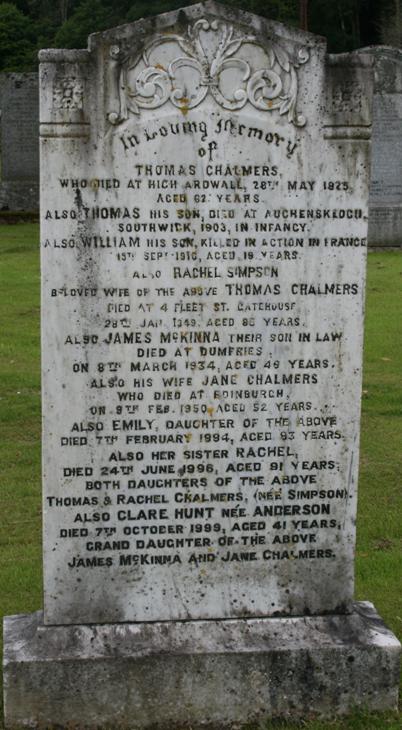 In Loving Memory
of
THOMAS CHALMERS,
WHO DIED AT HIGH ARDWALL, 28TH MAY 1925,
AGED 62 YEARS.
ALSO THOMAS HIS SON, DIED AT AUCHENSKEOCH,
SOUTHWICK, 1903, IN INFANCY.
ALSO WILLIAM HIS SON, KILLED IN ACTION IN FRANCE
15TH SEPT 1916, AGED 19 YEARS.
ALSO RACHEL SIMPSON
BELOVED WIFE OF THE ABOVE THOMAS CHALMERS
DIED AT 4 FLEET ST. GATEHOUSE
28TH JAN. 1949, AGED YEARS.
ALSO JAMES McKINNA THEIR SON IN LAW
DIED AT DUMFRIES
ON 8TH MARCH 1934, AGED 46 YEARS.
ALSO HIS WIFE JANE CHALMERS
WHO DIED AT EDINBURGH,
ON 9TH FEB. 1950, AGED 52 YEARS.
ALSO EMILY, DAUGHTER OF THE ABOVE
DIED 7TH FEBRUARY 1994, AGED 93 YEARS.
ALSO HER SISTER RACHEL,
DIED 24TH JUNE 1996, AGED 91 YEARS;
BOTH DAUGHTERS OF THE ABOVE
THOMAS & RACHEL CHALMERS, (NÉE SIMPSON).
ALSO CLARE HUNT NÉE ANDERSON
DIED 7TH OCTOBER 1999, AGED 41 YEARS,
GRAND DAUGHTER OF THE ABOVE
JAMES McKINNA AND JANE CHALMERS.